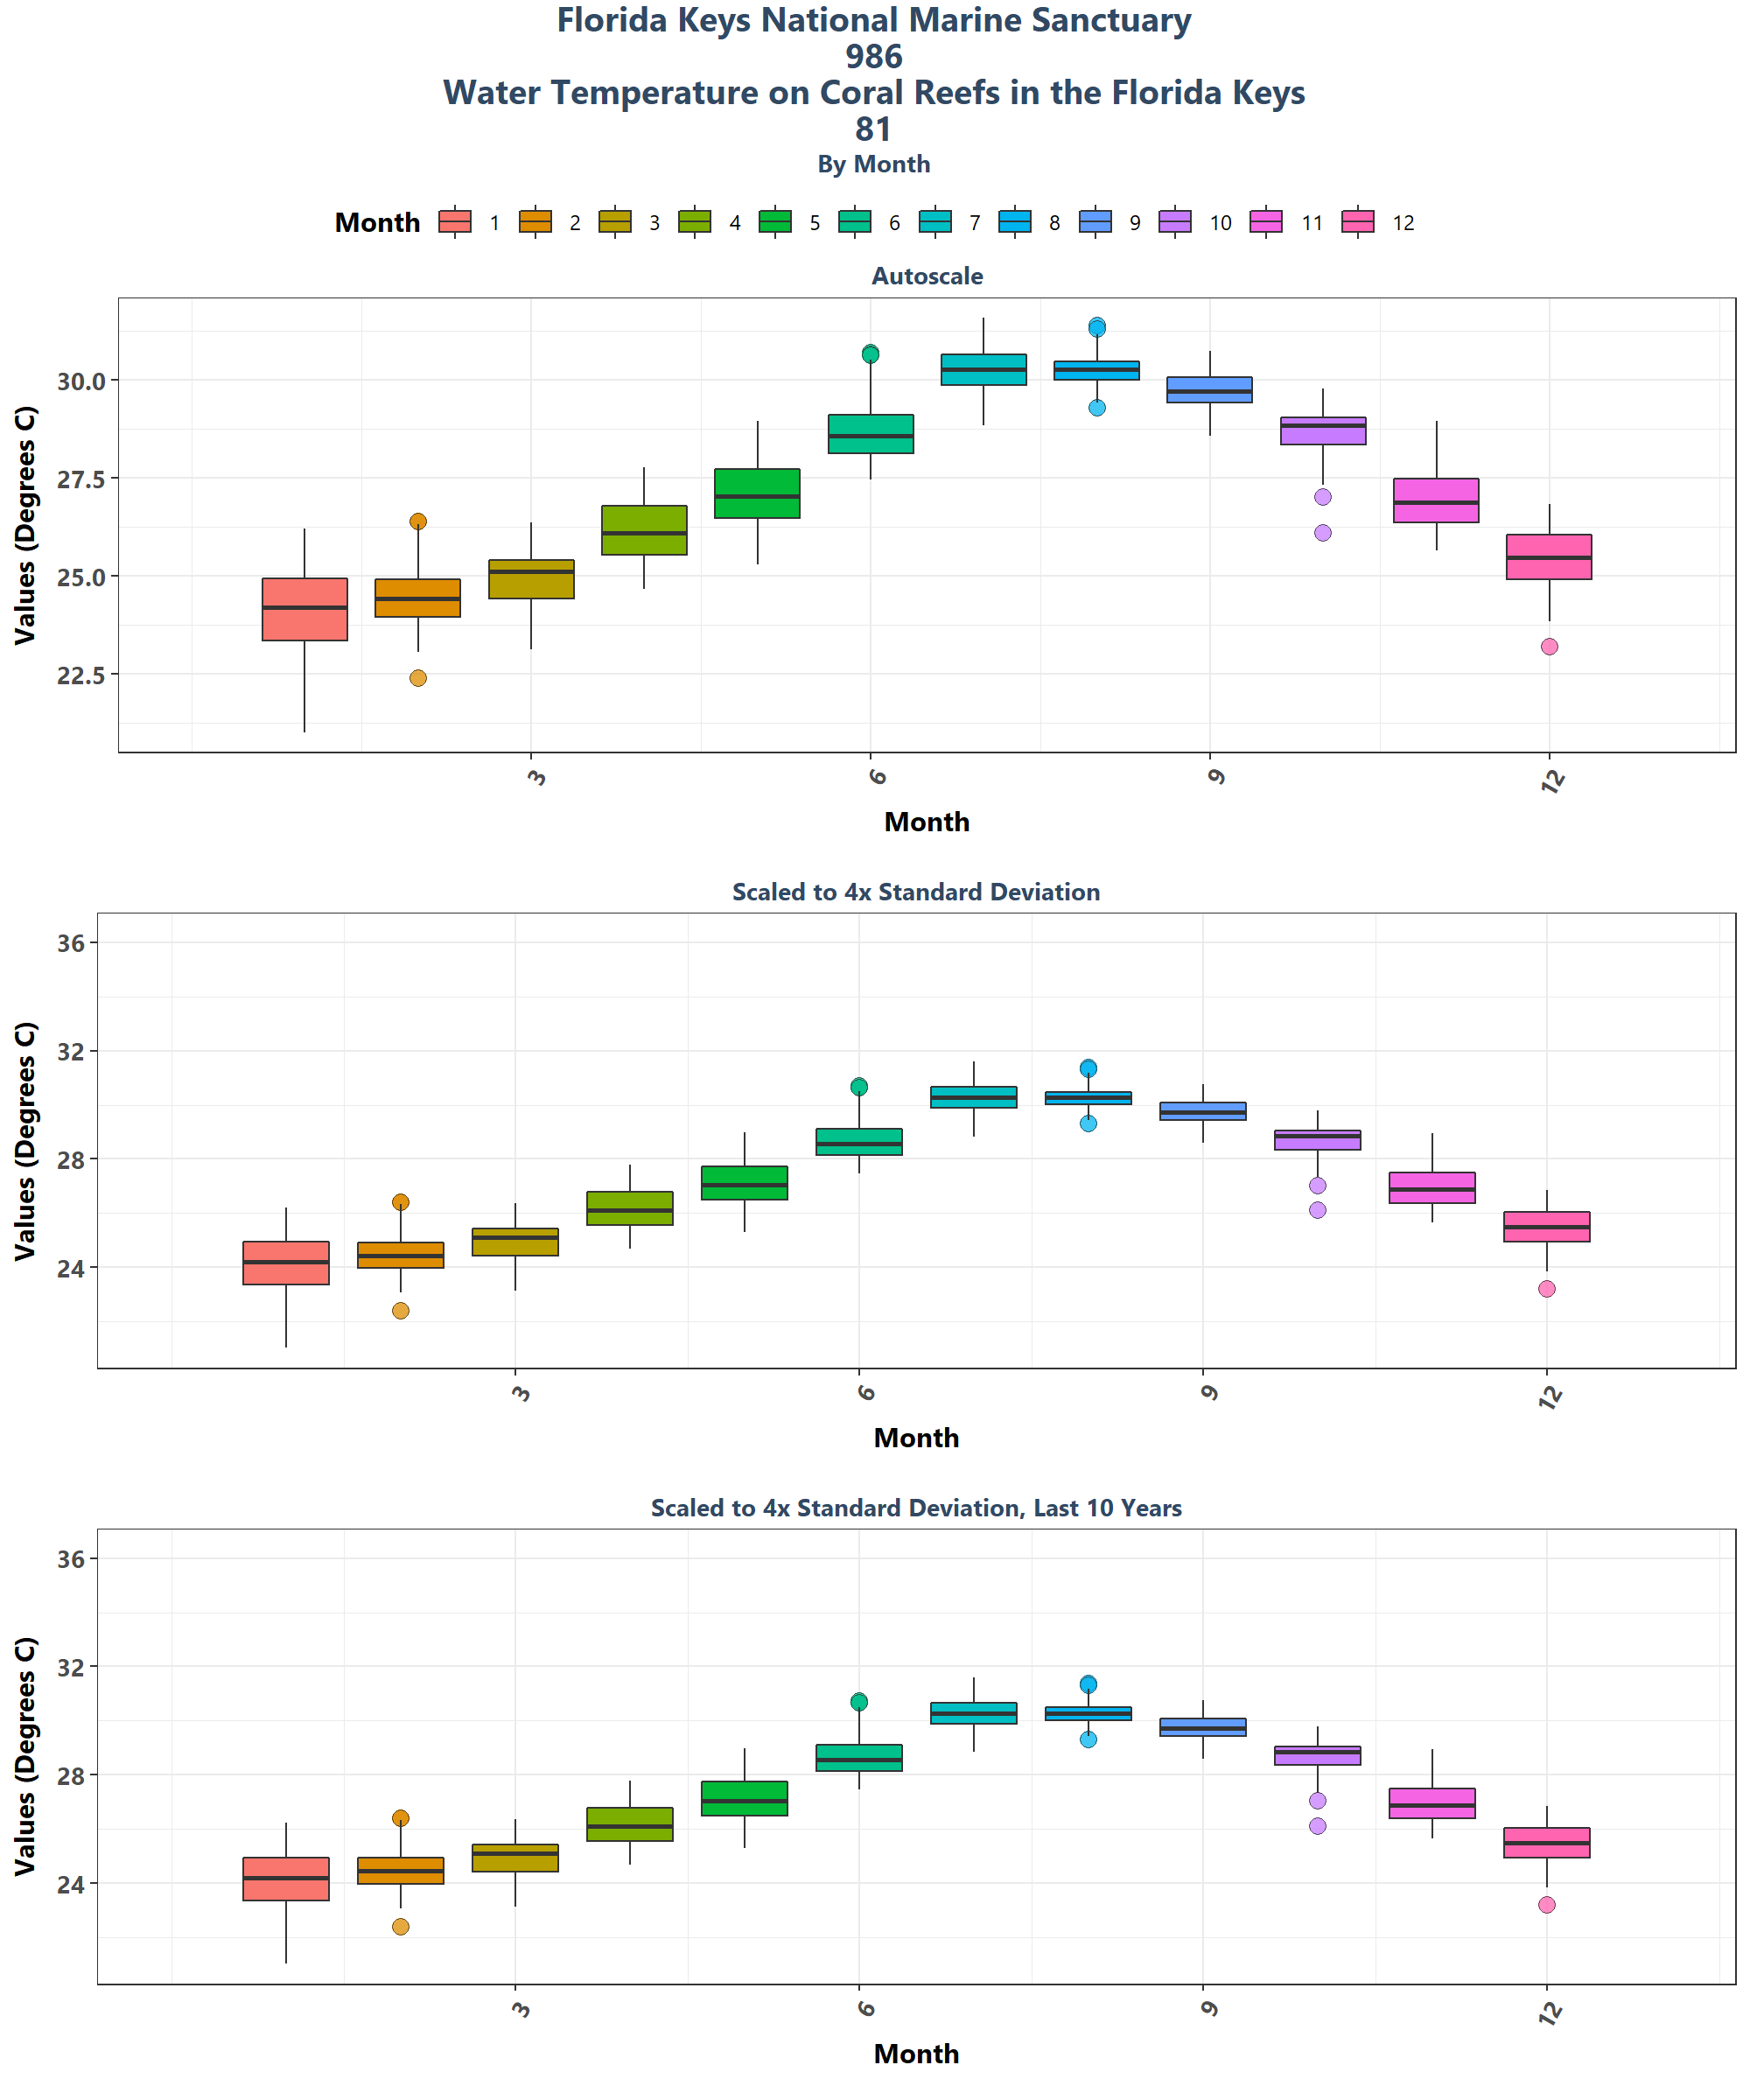 Florida Keys National Marine Sanctuary
986
Water Temperature on Coral Reefs in the Florida Keys
81
By Month
Month 1 2 3 4 5 6 7 8 9 10 11 12
Autoscale
Values (Degrees C)
30.0
27.5
25.0
22.5
3 6 9 12
Month
Scaled to 4x Standard Deviation
Values (Degrees C)
36
32
28
24
3 6 9 12
Month
Scaled to 4x Standard Deviation, Last 10 Years
Values (Degrees C)
36
32
28
24
3 6 9 12
Month